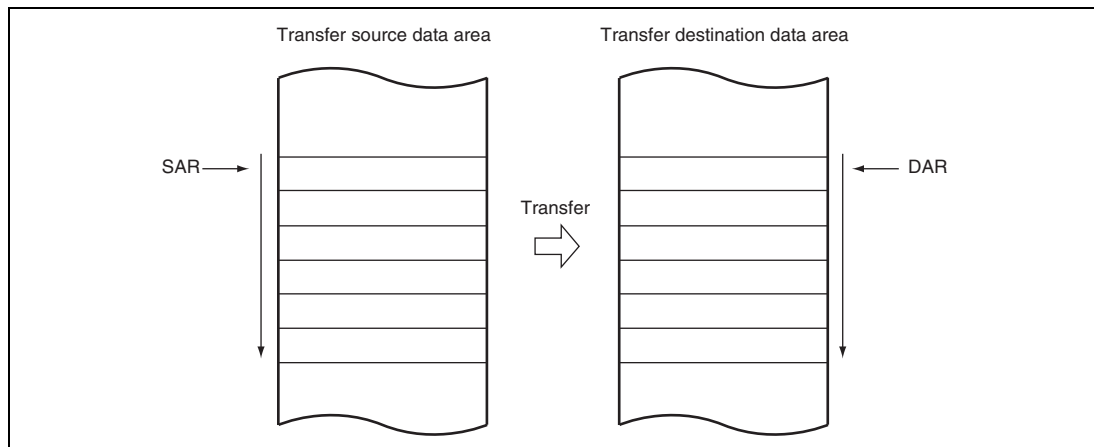 Transfer source data area
Transfer destination data area
SAR
Transfer
DAR